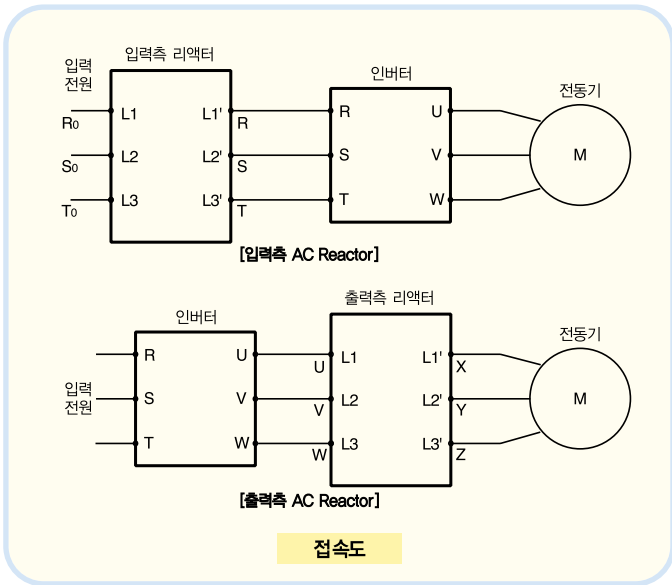 입력측 리액터
입력
전원
인버터
전동기
L1 L1' R U
R0 R
L2 L2' S V M
S0 S
L3 L3' T W
T0 T
[입력측 AC Reactor]
출력측 리액터
인버터
전동기
R U L1 L1'
U X
입력
전원
S V L2 L2' M
V Y
T W L3 L3'
W Z
[출력측 AC Reactor]
접속도